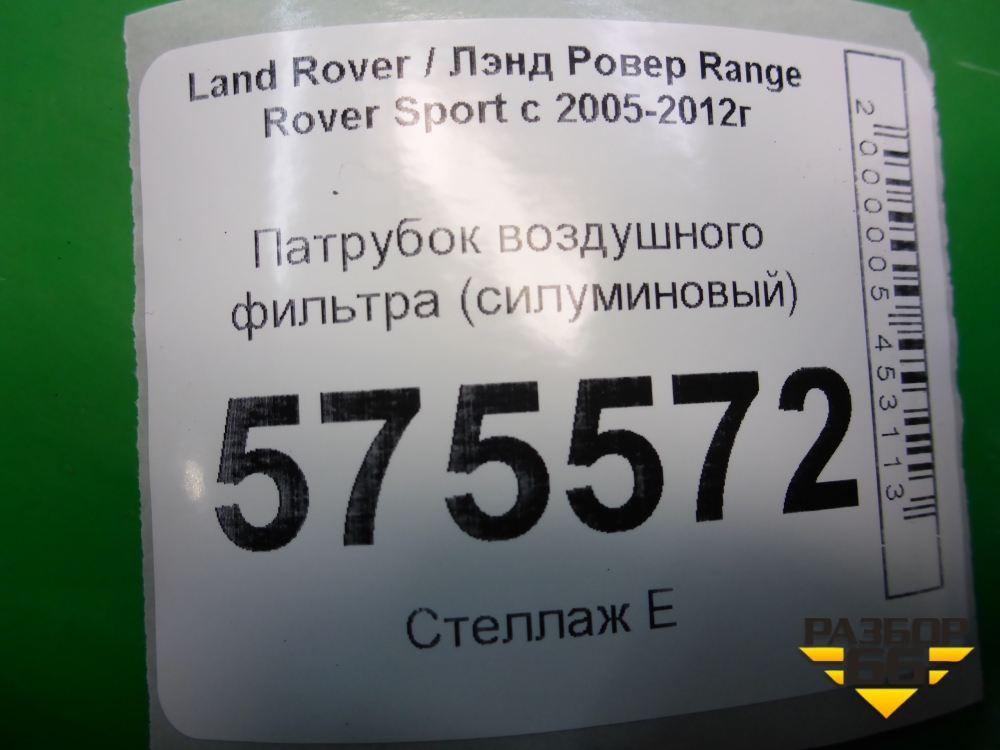 Land Rover / Лэнд Ровер Range
Rover Sport с 2005-2012г
Патрубок воздушного
фильтра (силуминовый)
575572
Стеллаж Е
2000005453113
РАЗБОР
66